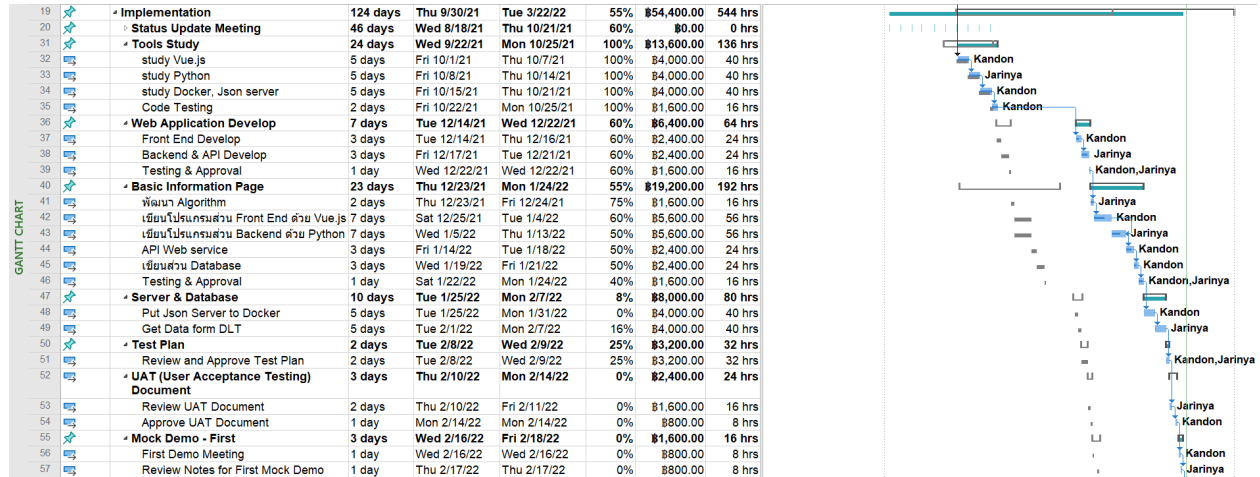 19 Implementation 124 days Thu 9/30/21 Tue 3/22/22 55% ฿54,400.00 544 hrs
20 Status Update Meeting 46 days Wed 8/18/21 Thu 10/21/21 60% ฿0.00 0 hrs
31 Tools Study 24 days Wed 9/22/21 Mon 10/25/21 100% ฿13,600.00 136 hrs
32 study Vue.js 5 days Fri 10/1/21 Thu 10/7/21 100% ฿4,000.00 40 hrs Kandon
33 study Python 5 days Fri 10/8/21 Thu 10/14/21 100% ฿4,000.00 40 hrs Jarinya
34 study Docker, Json server 5 days Fri 10/15/21 Thu 10/21/21 100% ฿4,000.00 40 hrs Kandon
35 Code Testing 2 days Fri 10/22/21 Mon 10/25/21 100% ฿1,600.00 16 hrs Kandon
36 Web Application Develop 7 days Tue 12/14/21 Wed 12/22/21 60% ฿6,400.00 64 hrs
37 Front End Develop 3 days Tue 12/14/21 Thu 12/16/21 60% ฿2,400.00 24 hrs Kandon
38 Backend & API Develop 3 days Fri 12/17/21 Tue 12/21/21 60% ฿2,400.00 24 hrs Jarinya
39 Testing & Approval 1 day Wed 12/22/21 Wed 12/22/21 60% ฿1,600.00 16 hrs Kandon,Jarinya
40 Basic Information Page 23 days Thu 12/23/21 Mon 1/24/22 55% ฿19,200.00 192 hrs
41 พัฒนา Algorithm 2 days Thu 12/23/21 Fri 12/24/21 75% ฿1,600.00 16 hrs Jarinya
42 เขียนโปรแกรมส่วน Front End ด้วย Vue.js 7 days Sat 12/25/21 Tue 1/4/22 60% ฿5,600.00 56 hrs Kandon
43 เขียนโปรแกรมส่วน Backend ด้วย Python 7 days Wed 1/5/22 Thu 1/13/22 50% ฿5,600.00 56 hrs Jarinya
44 API Web service 3 days Fri 1/14/22 Tue 1/18/22 50% ฿2,400.00 24 hrs Kandon
45 เขียนส่วน Database 3 days Wed 1/19/22 Fri 1/21/22 50% ฿2,400.00 24 hrs Kandon
46 Testing & Approval 1 day Sat 1/22/22 Mon 1/24/22 40% ฿1,600.00 16 hrs Kandon,Jarinya
47 Server & Database 10 days Tue 1/25/22 Mon 2/7/22 8% ฿8,000.00 80 hrs
48 Put Json Server to Docker 5 days Tue 1/25/22 Mon 1/31/22 0% ฿4,000.00 40 hrs Kandon
49 Get Data form DLT 5 days Tue 2/1/22 Mon 2/7/22 16% ฿4,000.00 40 hrs Jarinya
50 Test Plan 2 days Tue 2/8/22 Wed 2/9/22 25% ฿3,200.00 32 hrs
51 Review and Approve Test Plan 2 days Tue 2/8/22 Wed 2/9/22 25% ฿3,200.00 32 hrs Kandon,Jarinya
52 UAT (User Acceptance Testing) 3 days Thu 2/10/22 Mon 2/14/22 0% ฿2,400.00 24 hrs
Document
53 Review UAT Document 2 days Thu 2/10/22 Fri 2/11/22 0% ฿1,600.00 16 hrs Jarinya
54 Approve UAT Document 1 day Mon 2/14/22 Mon 2/14/22 0% ฿800.00 8 hrs Kandon
55 Mock Demo - First 3 days Wed 2/16/22 Fri 2/18/22 0% ฿1,600.00 16 hrs
56 First Demo Meeting 1 day Wed 2/16/22 Wed 2/16/22 0% ฿800.00 8 hrs Kandon
57 Review Notes for First Mock Demo 1 day Thu 2/17/22 Thu 2/17/22 0% ฿800.00 8 hrs Jarinya
GANTT CHART